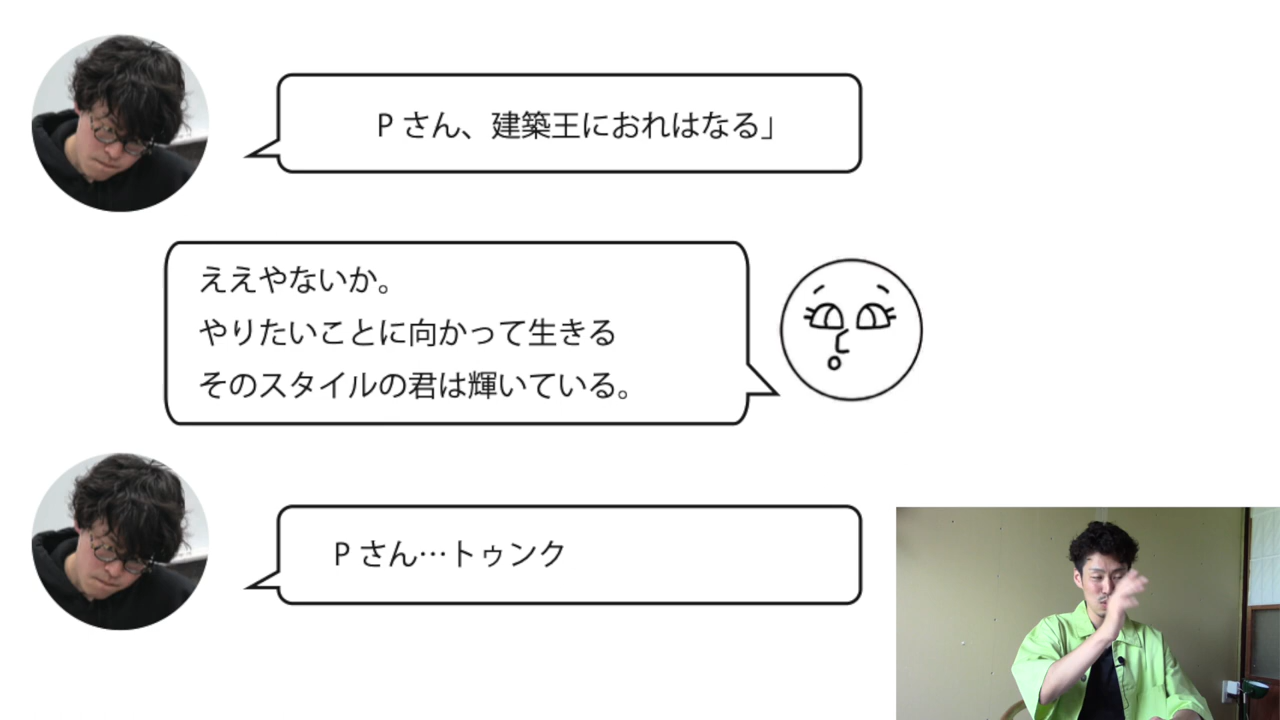 Pさん、建築王におれはなる」
ええやないか。
やりたいことに向かって生きる
そのスタイルの君は輝いている。
Pさん…トゥンク